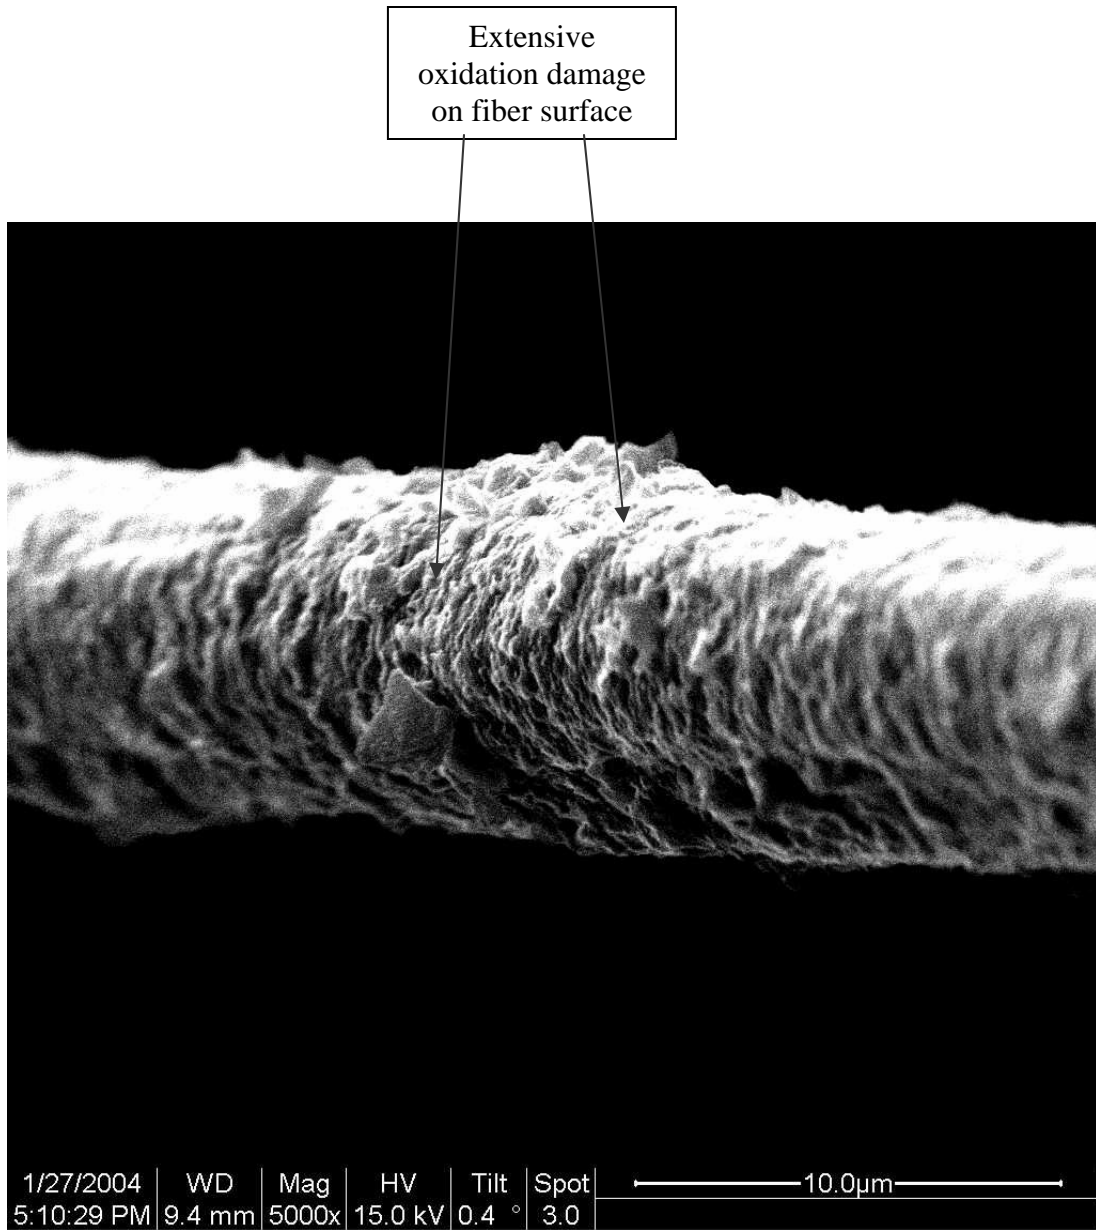 Extensive
oxidation damage
on fiber surface
1/27/2004 WD Mag HV Tilt Spot 10.0µm
5:10:29 PM 9.4 mm 5000x 15.0 kV 0.4 ° 3.0